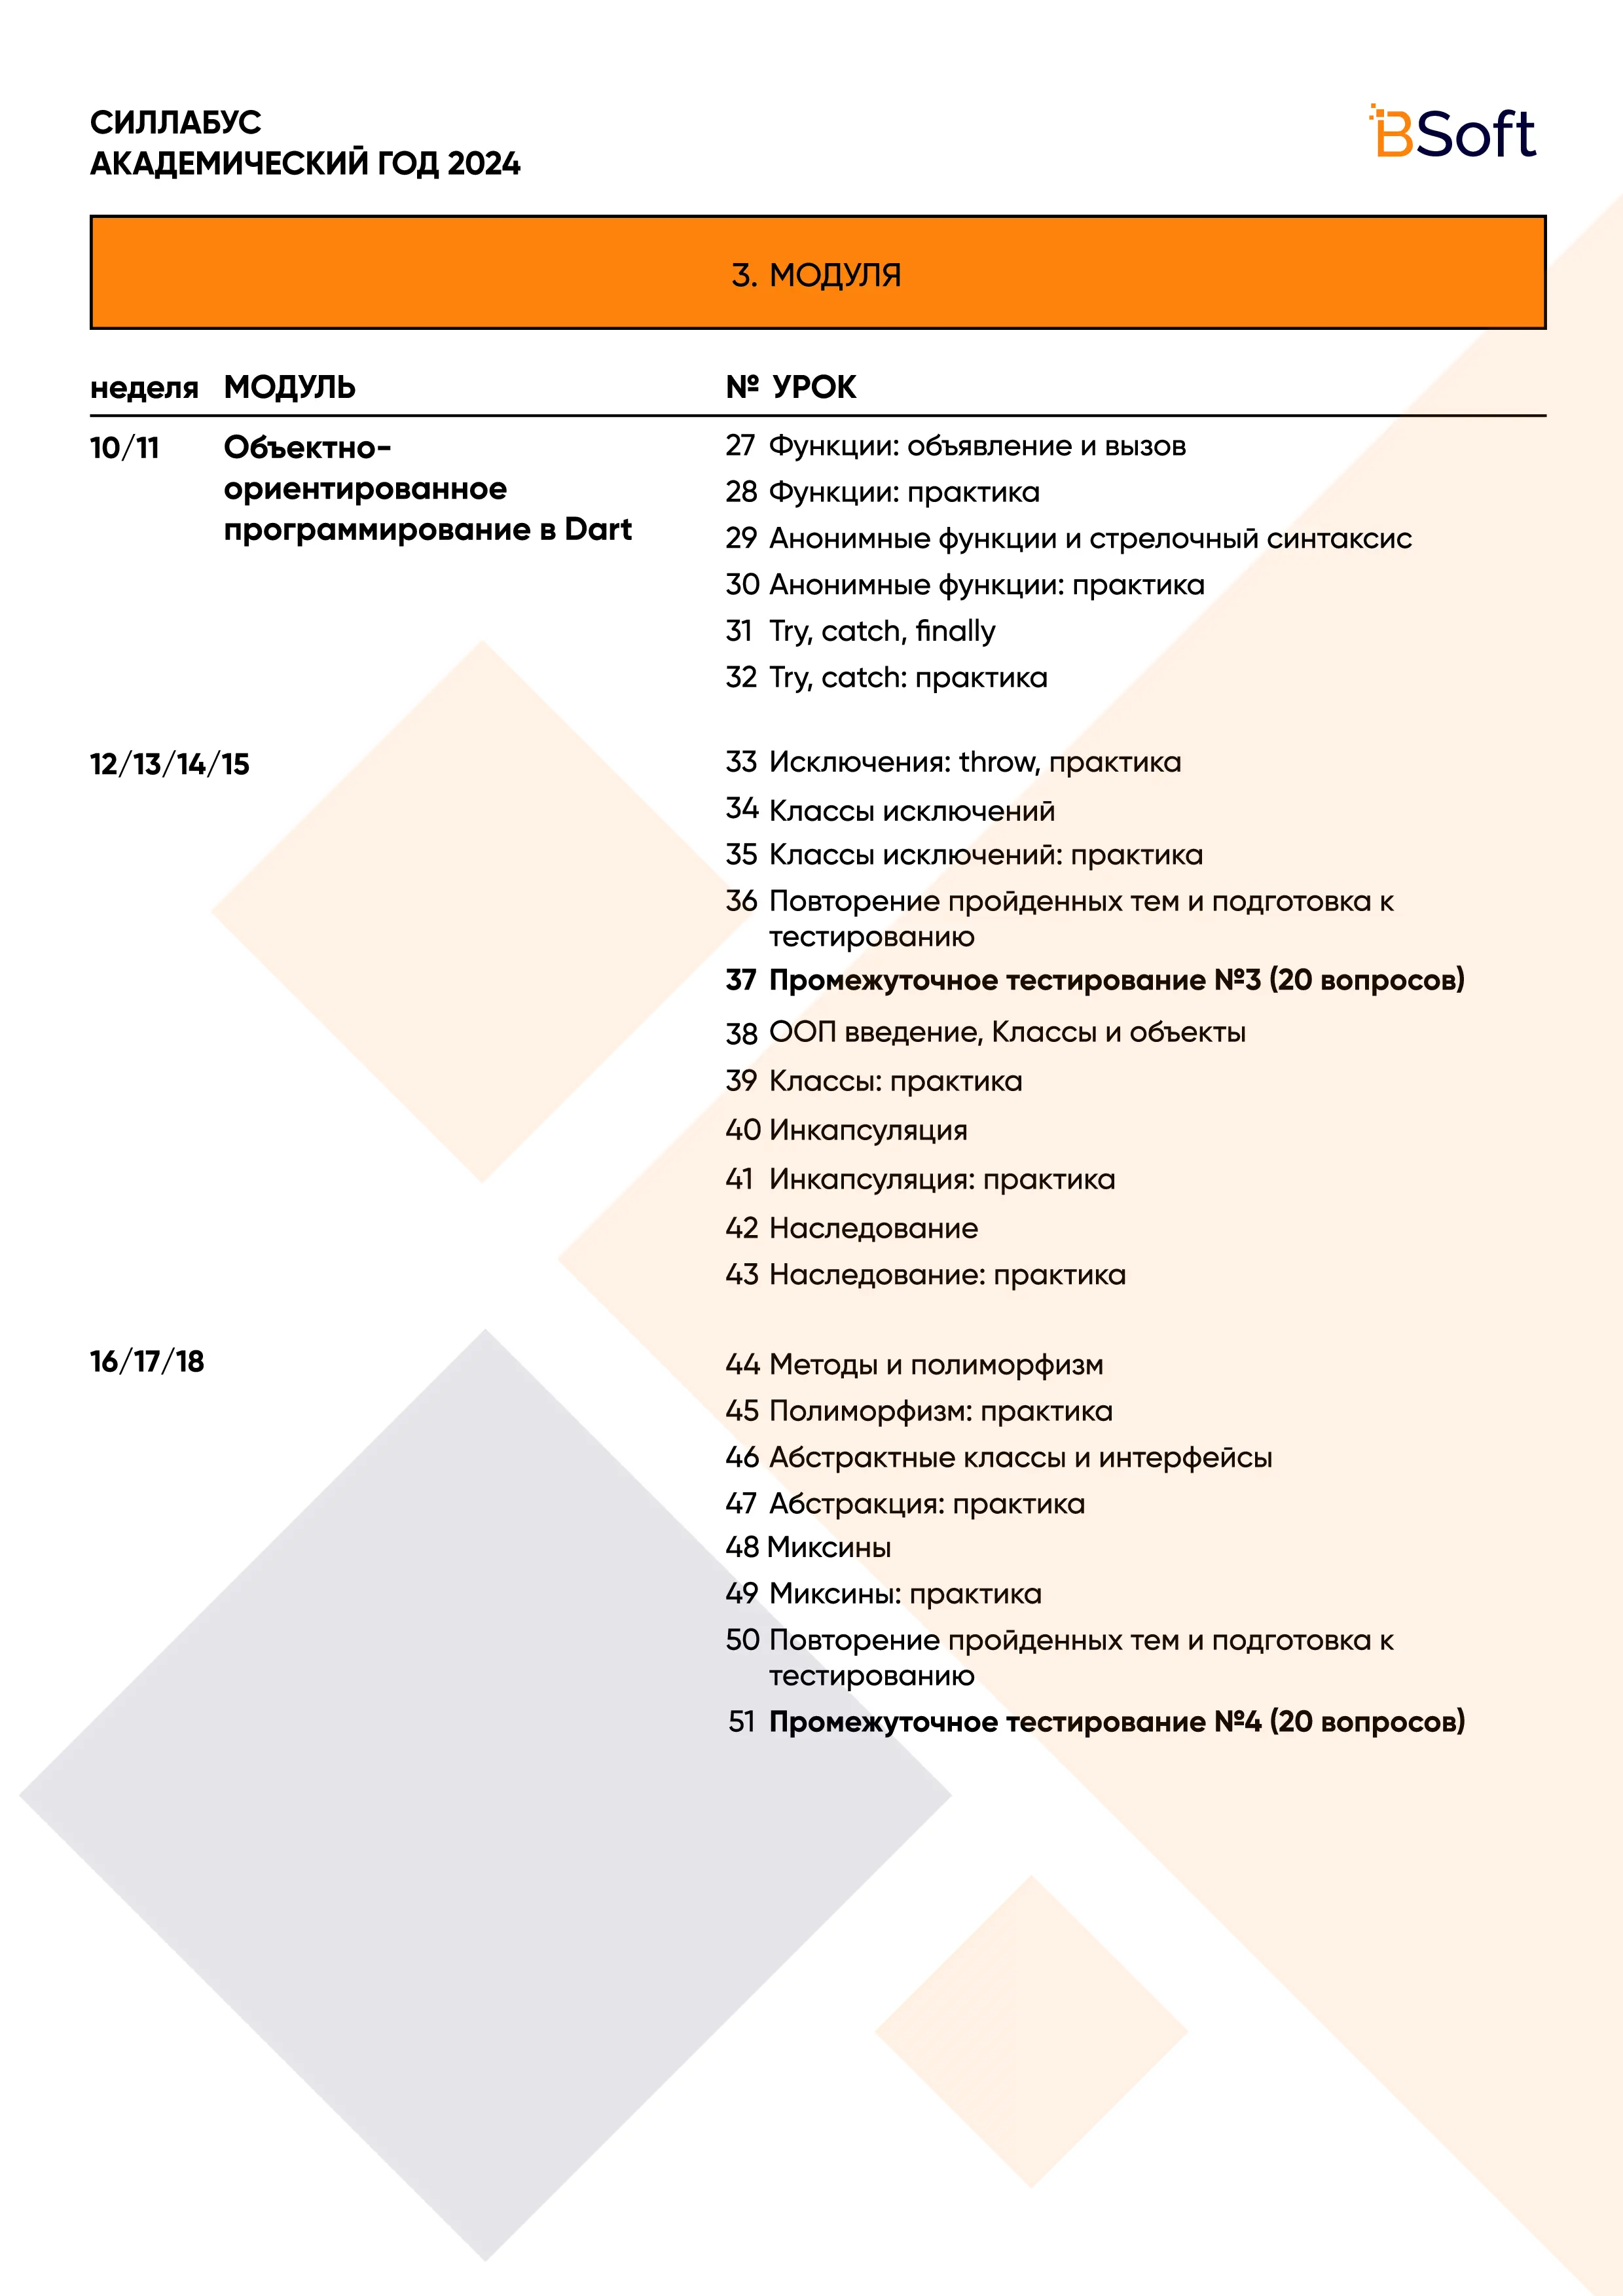 СИЛЛАБУС
АКАДЕМИЧЕСКИЙ ГОД 2024
BSoft
3. МОДУЛЯ
неделя МОДУЛЬ № УРОК
10/11 Объектно-
ориентированное
программирование в Dart
27 Функции: объявление и вызов
28 Функции: практика
29 Анонимные функции и стрелочный синтаксис
30 Анонимные функции: практика
31 Try, catch, finally
32 Try, catch: практика
12/13/14/15
33 Исключения: throw, практика
34 Классы исключений
35 Классы исключений: практика
36 Повторение пройденных тем и подготовка к
тестированию
37 Промежуточное тестирование №3 (20 вопросов)
38 ООП введение, Классы и объекты
39 Классы: практика
40 Инкапсуляция
41 Инкапсуляция: практика
42 Наследование
43 Наследование: практика
16/17/18
44 Методы и полиморфизм
45 Полиморфизм: практика
46 Абстрактные классы и интерфейсы
47 Абстракция: практика
48 Миксины
49 Миксины: практика
50 Повторение пройденных тем и подготовка к
тестированию
51 Промежуточное тестирование №4 (20 вопросов)